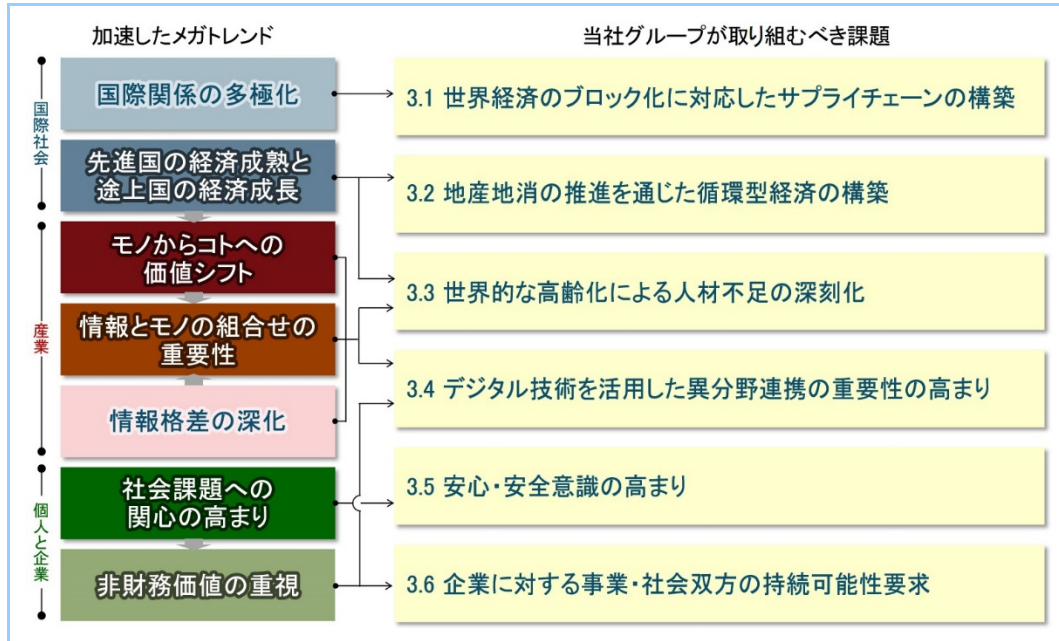 加速したメガトレンド
当社グループが取り組むべき課題
国際社会
国際関係の多極化
先進国の経済成熟と
途上国の経済成長
産業
モノからコトへの
価値シフト
情報とモノの組合せの
重要性
情報格差の深化
個人と企業
社会課題への
関心の高まり
非財務価値の重視
3.1 世界経済のブロック化に対応したサプライチェーンの構築
3.2 地産地消の推進を通じた循環型経済の構築
3.3 世界的な高齢化による人材不足の深刻化
3.4 デジタル技術を活用した異分野連携の重要性の高まり
3.5 安心・安全意識の高まり
3.6 企業に対する事業・社会双方の持続可能性要求